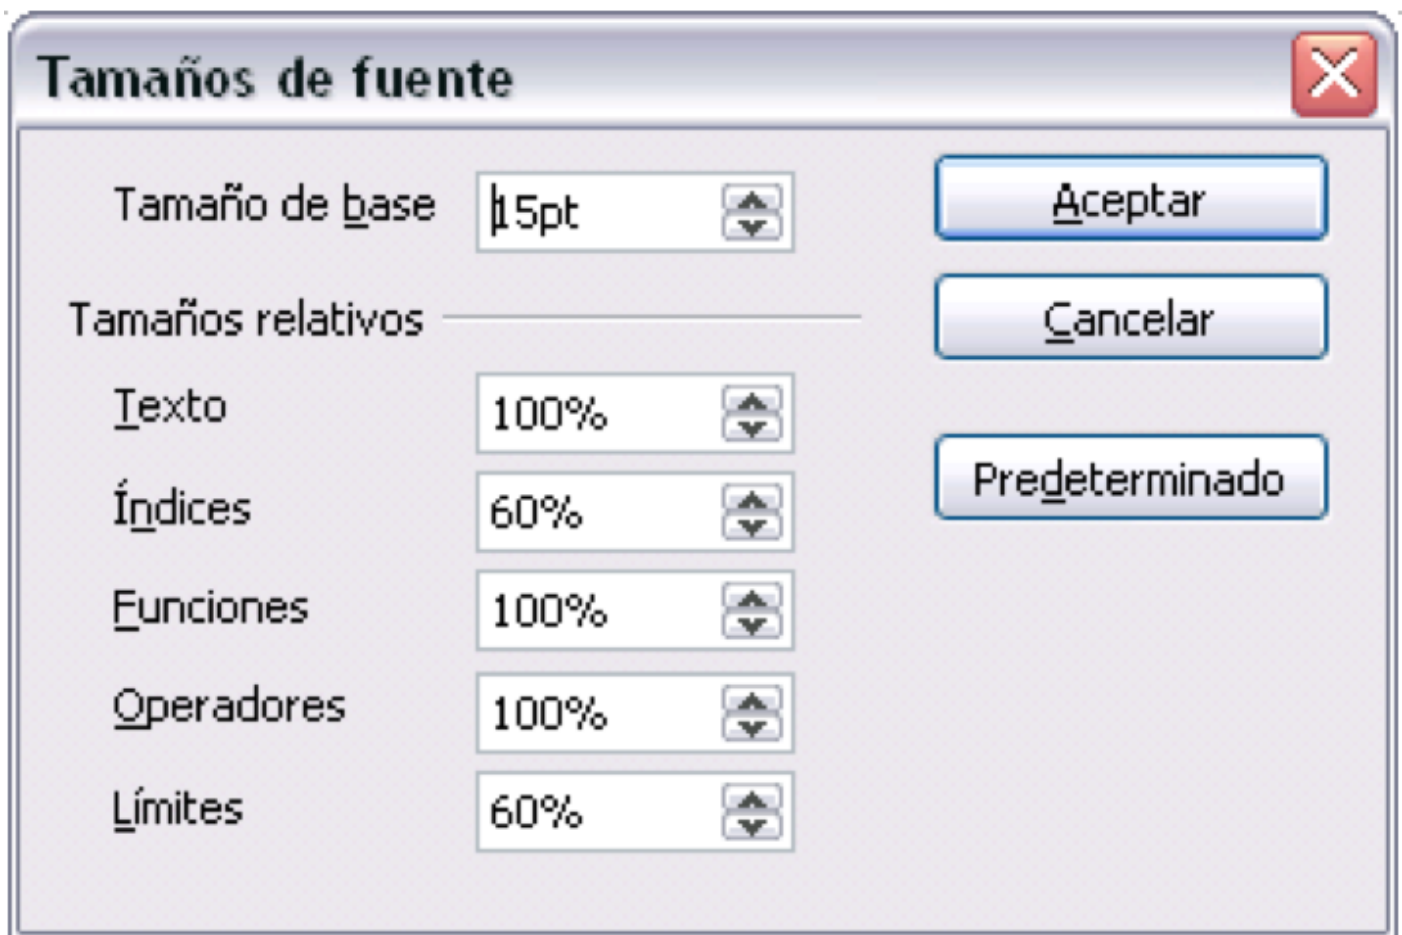 Tamaños de fuente
Tamaño de base 15pt Aceptar
Tamaños relativos Cancelar
Texto 100%
Predeterminado
Índices 60%
Funciones 100%
Operadores 100%
Límites 60%